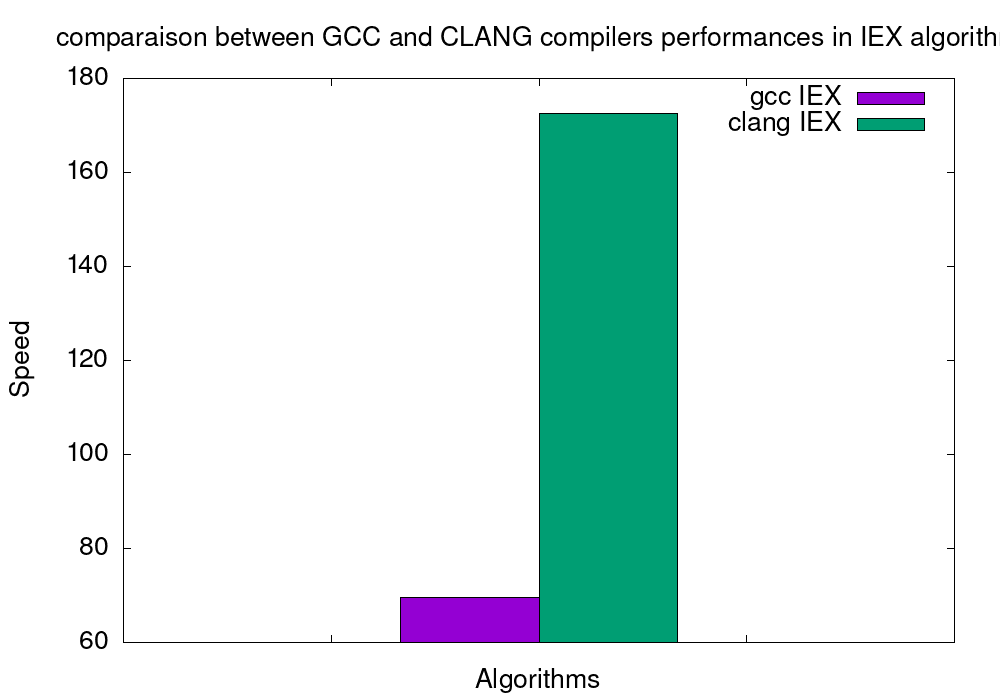 comparaison between GCC and CLANG compilers performances in IEX algorith
180
gcc IEX
clang IEX
160
140
120
100
80
60
Speed
Algorithms